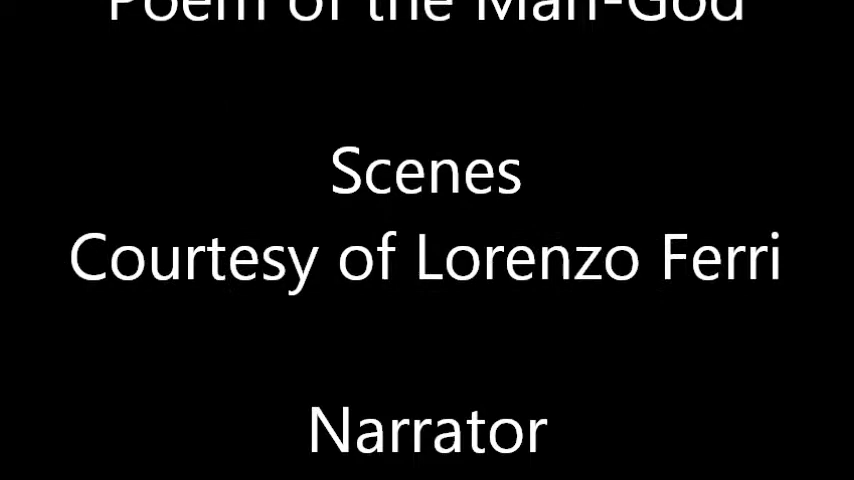 Poem of the Man-God
Scenes
Courtesy of Lorenzo Ferri
Narrator